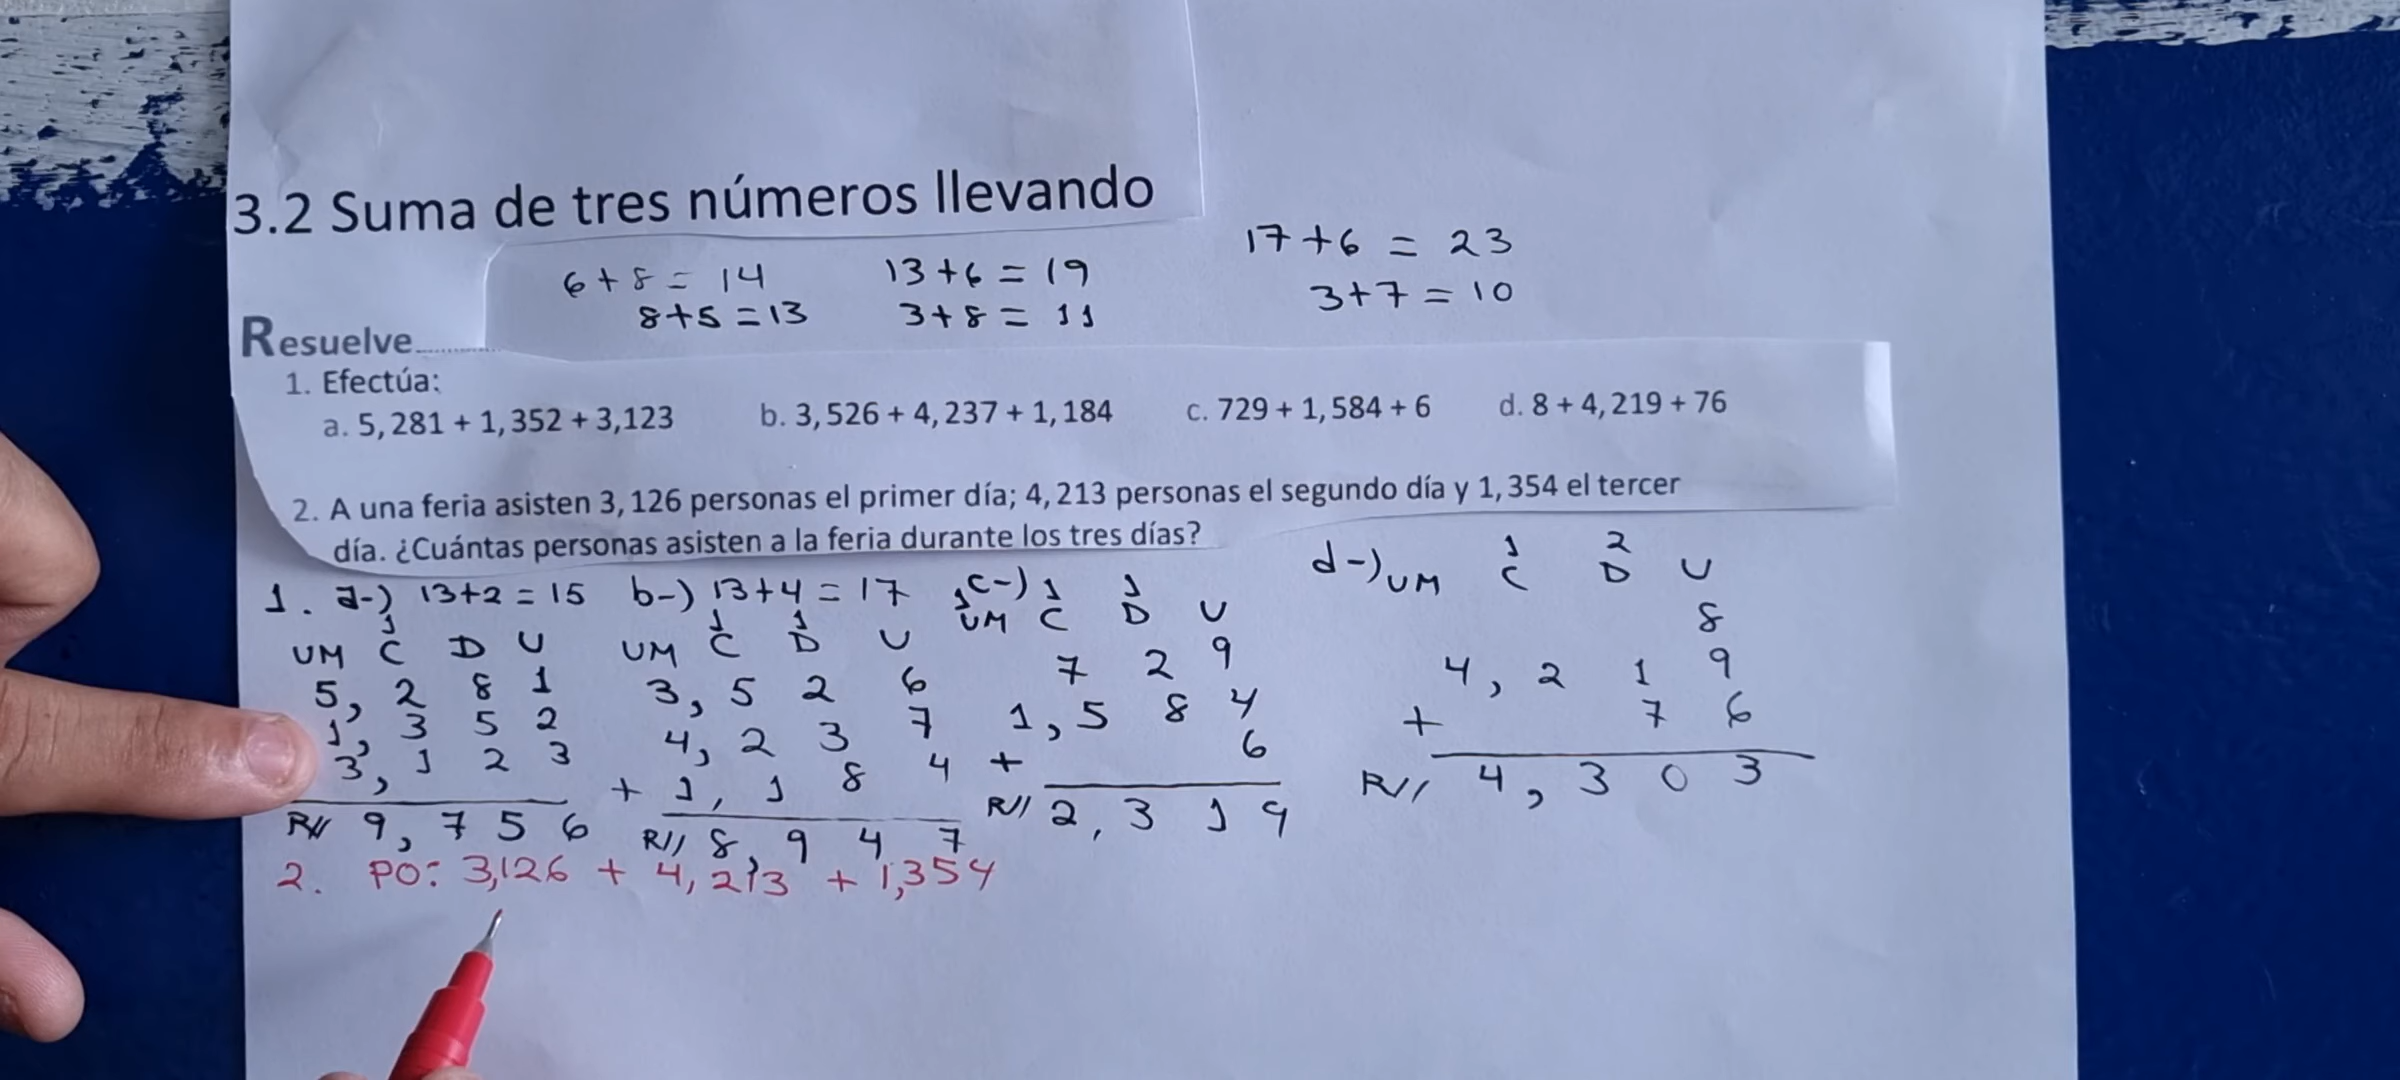 3.2 Suma de tres números llevando
6 + 8 = 14
8+5 = 13
13 + 6 = 19
3 + 8 = 11
17 + 6 = 23
3 + 7 = 10
Resuelve
1. Efectúa:
a. 5,281 + 1,352 + 3,123 b. 3,526 + 4,237 + 1,184 c. 729 + 1,584 + 6 d. 8 + 4,219 + 76
2. A una feria asisten 3,126 personas el primer día; 4,213 personas el segundo día y 1,354 el tercer
día. ¿Cuántas personas asisten a la feria durante los tres días?
1. a-) 13+2 = 15
1
UM C D U
5, 2 8 1
1, 3 5 2
3, 1 2 3
R// 9, 7 5 6
b-) 13+4 = 17
1 1
UM C D U
3, 5 2 6
4, 2 3 7
+ 1, 1 8 4
R// 8, 9 4 7
c-)
1 1 1
UM C D U
7 2 9
1, 5 8 4
+ 6
R// 2, 3 1 9
d-)
1 2
UM C D U
8
4, 2 1 9
+ 7 6
R// 4, 3 0 3
2. PO: 3,126 + 4,213 + 1,354